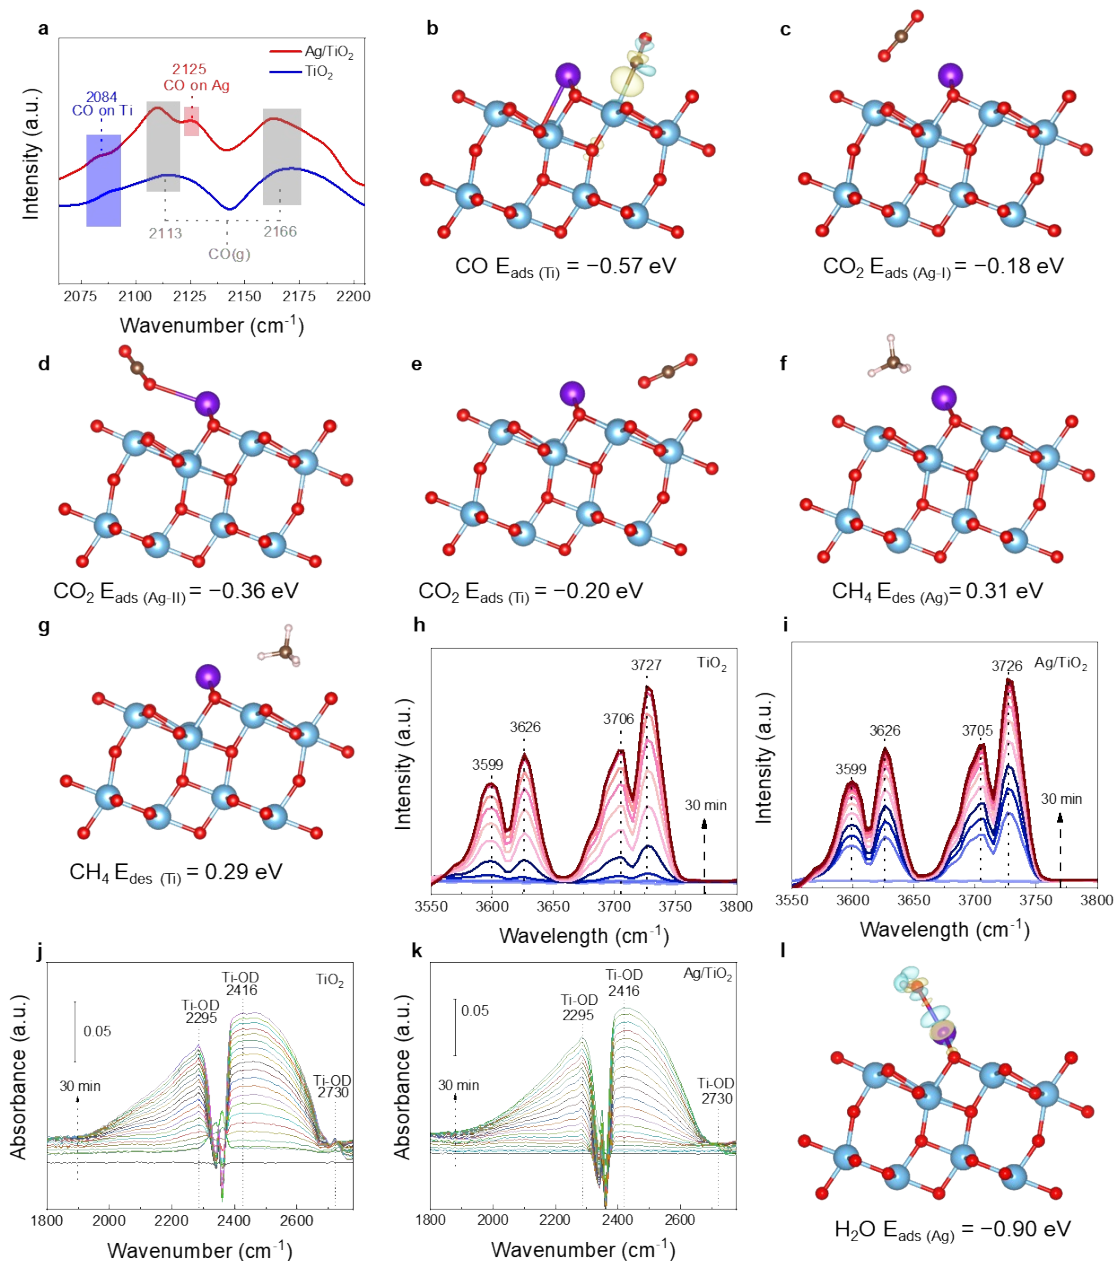 a
Intensity (a.u.)
Ag/TiO₂
TiO₂
2125
CO on Ag
2084
CO on Ti
2113
2166
CO(g)
2075 2100 2125 2150 2175 2200
Wavenumber (cm⁻¹)
b
CO E_ads (Ti) = −0.57 eV
c
CO₂ E_ads (Ag-I) = −0.18 eV
d
CO₂ E_ads (Ag-II) = −0.36 eV
e
CO₂ E_ads (Ti) = −0.20 eV
f
CH₄ E_des (Ag) = 0.31 eV
g
CH₄ E_des (Ti) = 0.29 eV
h
Intensity (a.u.)
TiO₂
3727
3706
3626
3599
30 min
3550 3600 3650 3700 3750 3800
Wavelength (cm⁻¹)
i
Intensity (a.u.)
Ag/TiO₂
3726
3705
3626
3599
30 min
3550 3600 3650 3700 3750 3800
Wavelength (cm⁻¹)
j
Absorbance (a.u.)
TiO₂
Ti-OD
2416
Ti-OD
2295
0.05
Ti-OD
2730
30 min
1800 2000 2200 2400 2600
Wavenumber (cm⁻¹)
k
Absorbance (a.u.)
Ag/TiO₂
Ti-OD
2416
Ti-OD
2295
0.05
Ti-OD
2730
30 min
1800 2000 2200 2400 2600
Wavenumber (cm⁻¹)
l
H₂O E_ads (Ag) = −0.90 eV